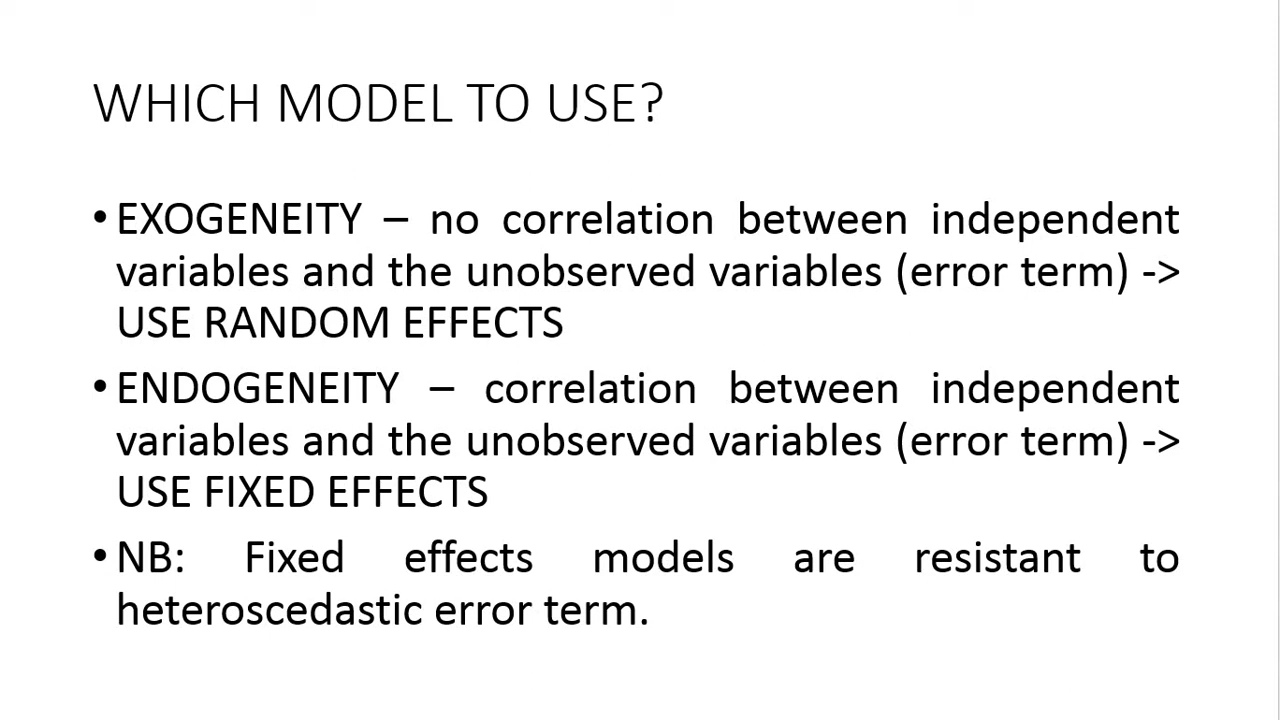 WHICH MODEL TO USE?
• EXOGENEITY – no correlation between independent
variables and the unobserved variables (error term) ->
USE RANDOM EFFECTS
• ENDOGENEITY – correlation between independent
variables and the unobserved variables (error term) ->
USE FIXED EFFECTS
• NB: Fixed effects models are resistant to
heteroscedastic error term.